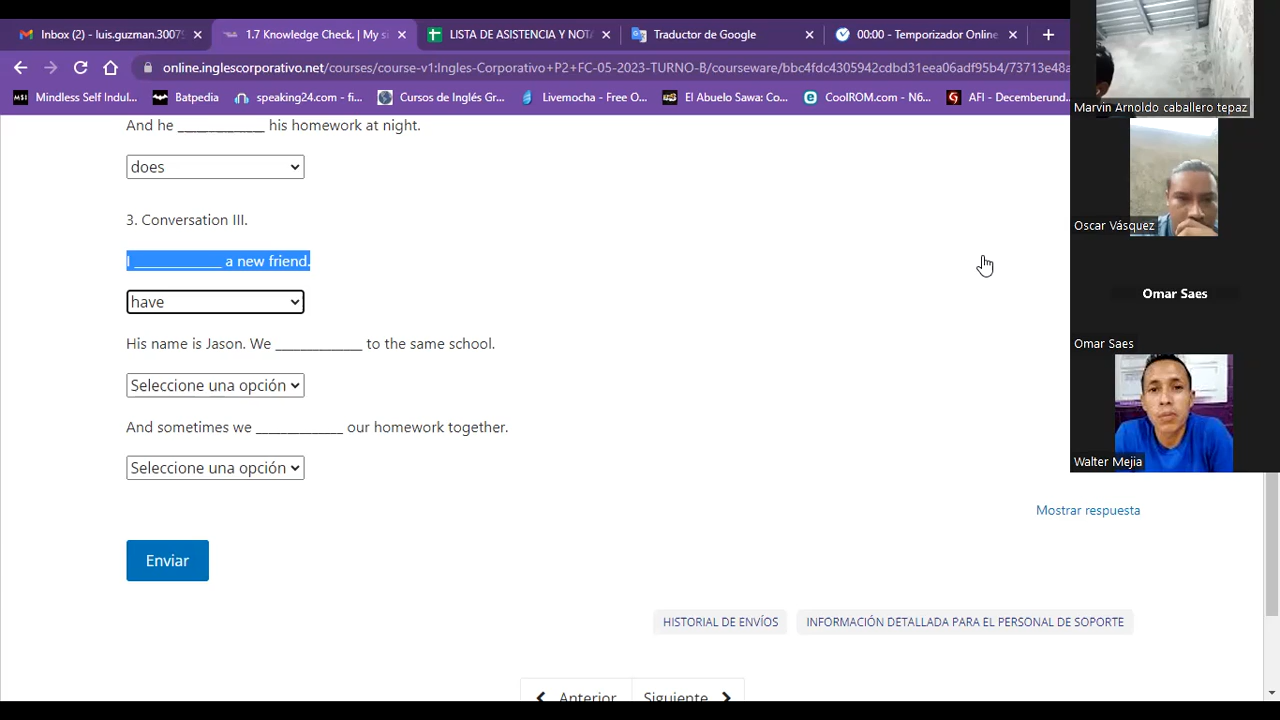 Inbox (2) - luis.guzman.3007
1.7 Knowledge Check. | My s
LISTA DE ASISTENCIA Y NOTA
Traductor de Google
00:00 - Temporizador Online
online.inglescorporativo.net/courses/course-v1:Ingles-Corporativo+P2+FC-05-2023-TURNO-B/courseware/bbc4fdc4305942cdbd31eea06adf95b4/73713e48a
Mindless Self Indul...
Batpedia
speaking24.com - fi...
Cursos de Inglés Gr...
Livemocha - Free O...
El Abuelo Sawa: Co...
CoolROM.com - N6...
AFI - Decemberund...
And he ______________ his homework at night.
does
3. Conversation III.
I ______________ a new friend.
have
His name is Jason. We ______________ to the same school.
Seleccione una opción
And sometimes we ______________ our homework together.
Seleccione una opción
Mostrar respuesta
Enviar
HISTORIAL DE ENVÍOS
INFORMACIÓN DETALLADA PARA EL PERSONAL DE SOPORTE
Anterior
Siguiente
Marvin Arnoldo caballero tepaz
Oscar Vásquez
Omar Saes
Omar Saes
Walter Mejia